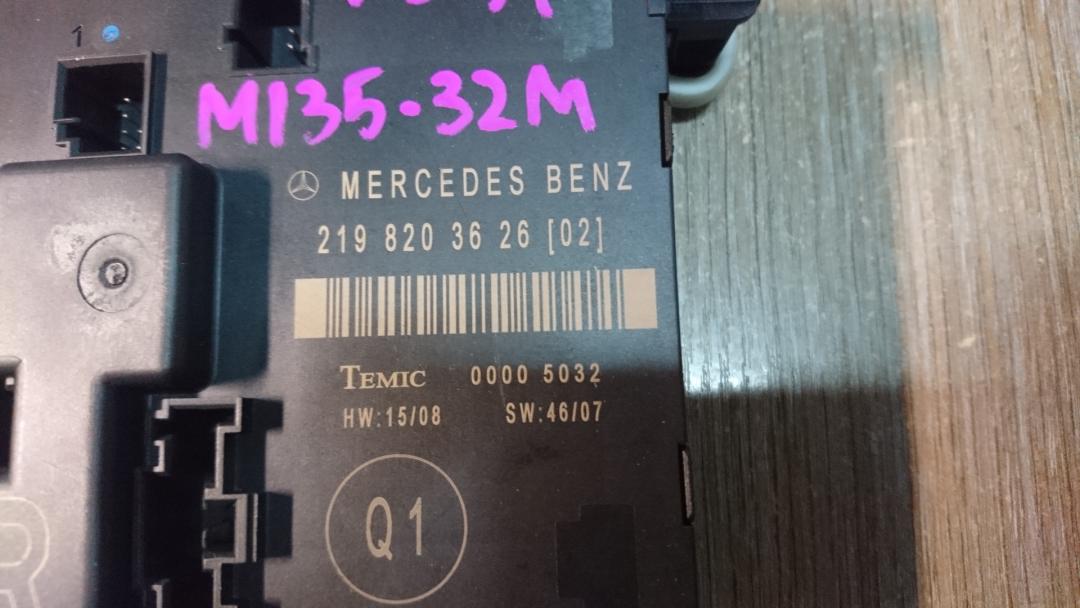 1
M135-32M
MERCEDES BENZ
219 820 36 26 [02]
TEMIC 0000 5032
HW:15/08 SW:46/07
Q1
R